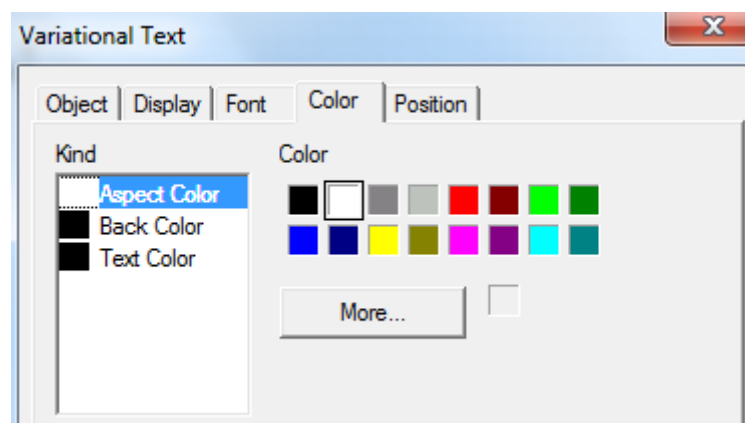 Variational Text
Object Display Font Color Position
Kind Color
Aspect Color
Back Color
Text Color
More...